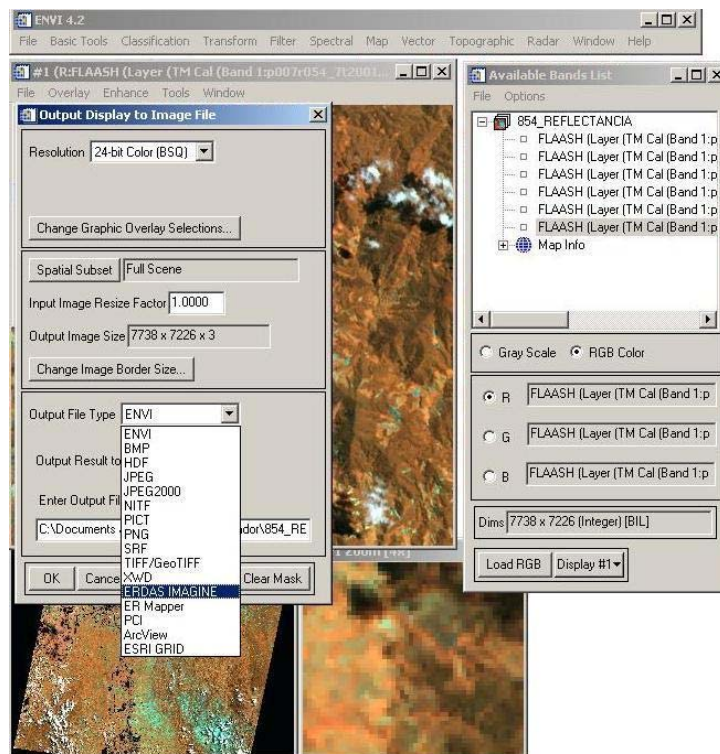 ENVI 4.2
File Basic Tools Classification Transform Filter Spectral Map Vector Topographic Radar Window Help
#1 (R:FLAASH (Layer (TM Cal (Band 1:p007r054_7t2001...
File Overlay Enhance Tools Window
Output Display to Image File
Resolution 24-bit Color (BSQ)
Change Graphic Overlay Selections...
Spatial Subset Full Scene
Input Image Resize Factor 1.0000
Output Image Size 7738 x 7226 x 3
Change Image Border Size...
Output File Type ENVI
ENVI
BMP
HDF
JPEG
JPEG2000
NITF
PICT
PNG
SRF
TIFF/GeoTIFF
XWD
ERDAS IMAGINE
ER Mapper
PCI
ArcView
ESRI GRID
Output Result to
Enter Output Fil
C:\Documents ador\854_RE
OK Cance Clear Mask
Zoom [4x]
Available Bands List
File Options
854_REFLECTANCIA
FLAASH (Layer (TM Cal (Band 1:p
FLAASH (Layer (TM Cal (Band 1:p
FLAASH (Layer (TM Cal (Band 1:p
FLAASH (Layer (TM Cal (Band 1:p
FLAASH (Layer (TM Cal (Band 1:p
FLAASH (Layer (TM Cal (Band 1:p
Map Info
Gray Scale RGB Color
R FLAASH (Layer (TM Cal (Band 1:p
G FLAASH (Layer (TM Cal (Band 1:p
B FLAASH (Layer (TM Cal (Band 1:p
Dims 7738 x 7226 (Integer) [BIL]
Load RGB Display #1